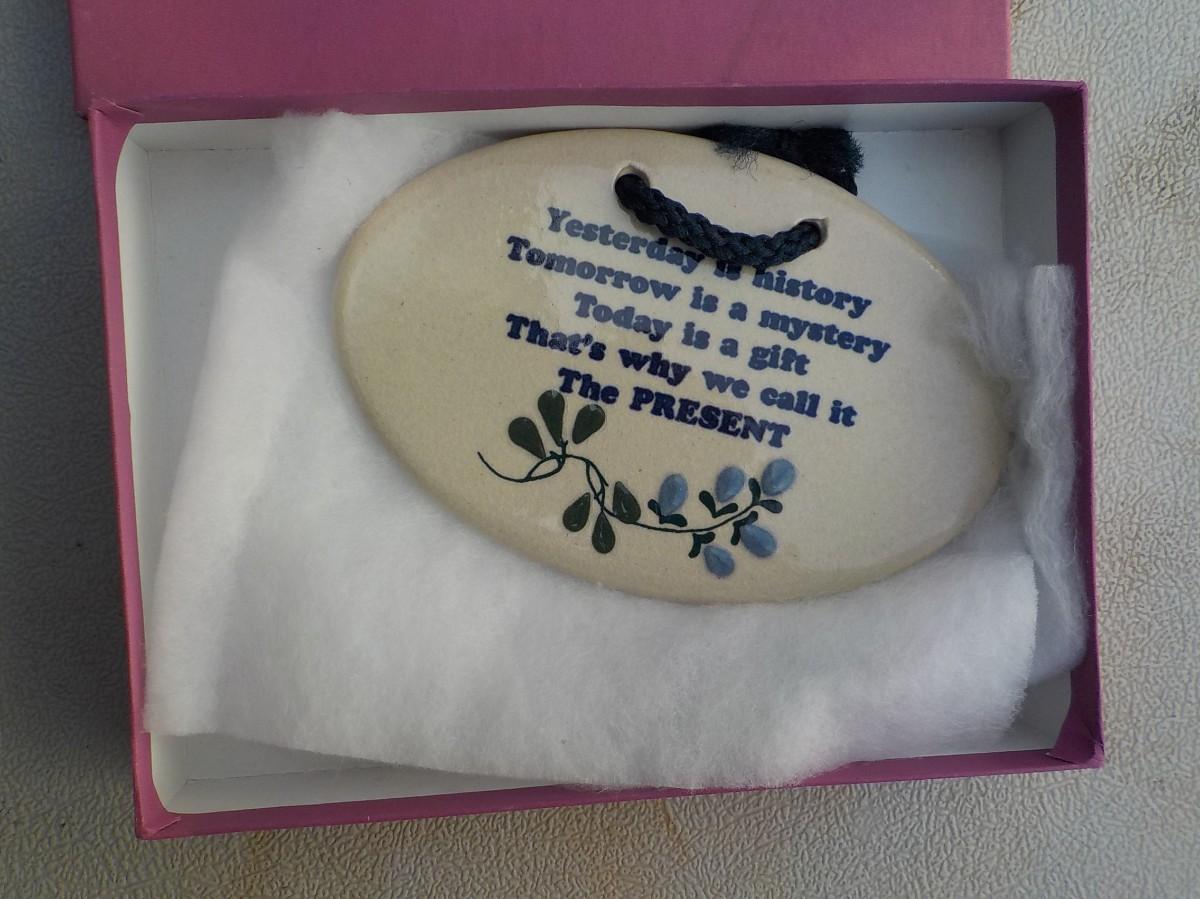 Yesterday is history
Tomorrow is a mystery
Today is a gift
That's why we call it
The PRESENT